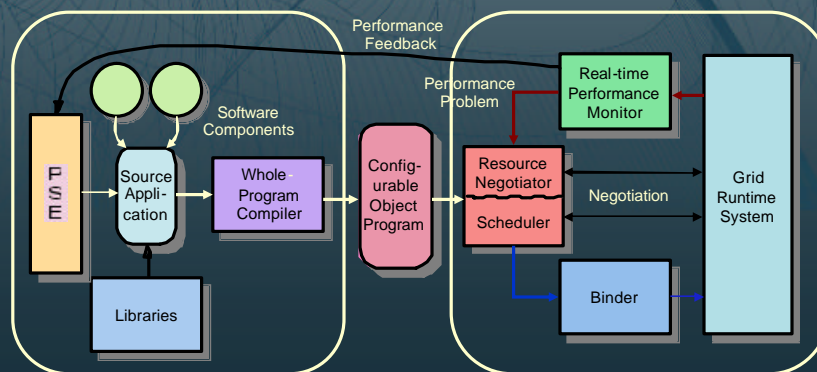 Performance
Feedback
Software
Components
P
S
E
Source
Appli-
cation
Whole-
Program
Compiler
Libraries
Config-
urable
Object
Program
Performance
Problem
Real-time
Performance
Monitor
Resource
Negotiator
Scheduler
Negotiation
Binder
Grid
Runtime
System